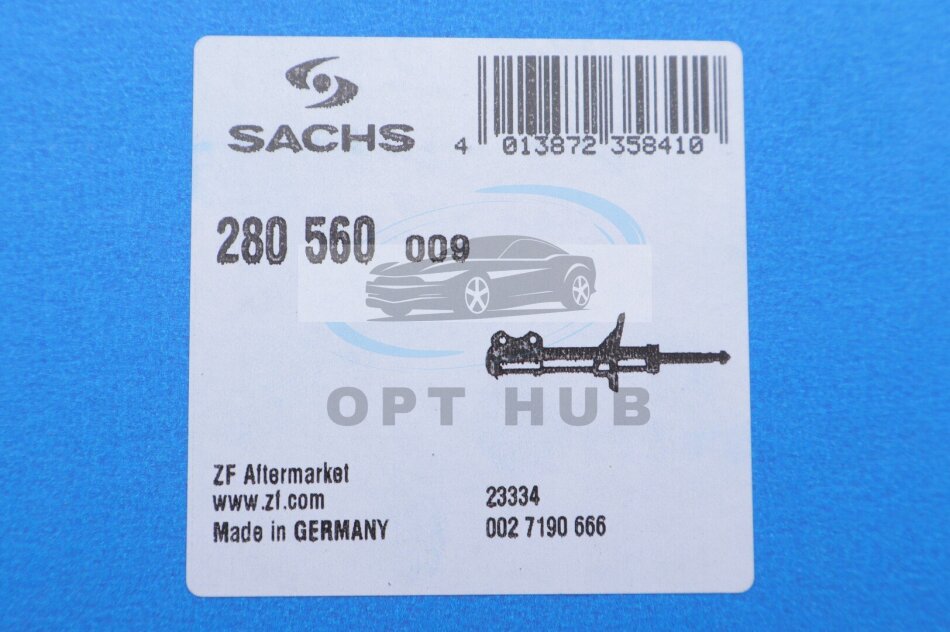 SACHS
4 013872 358410
280 560 009
OPT HUB
ZF Aftermarket
www.zf.com
Made in GERMANY
23334
002 7190 666